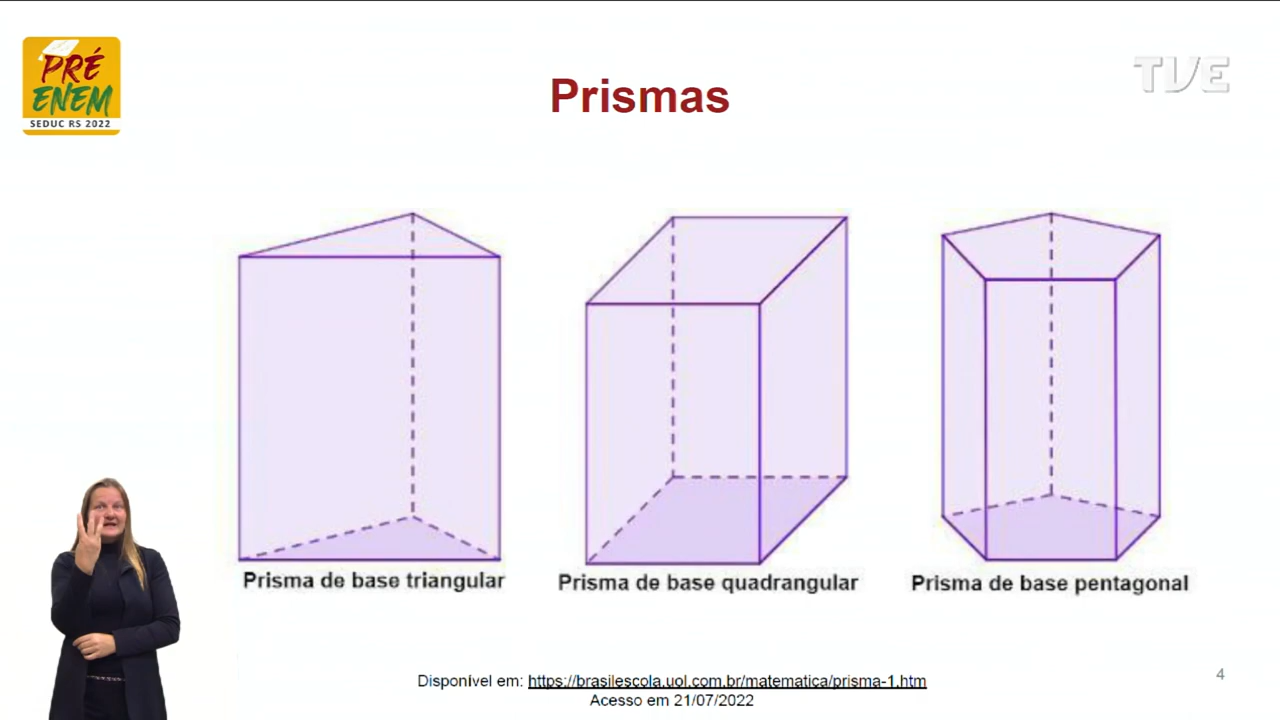 PRÉ
ENEM
SEDUC RS 2022
Prismas
TVE
Prisma de base triangular
Prisma de base quadrangular
Prisma de base pentagonal
Disponível em: https://brasilescola.uol.com.br/matematica/prisma-1.htm
Acesso em 21/07/2022
4